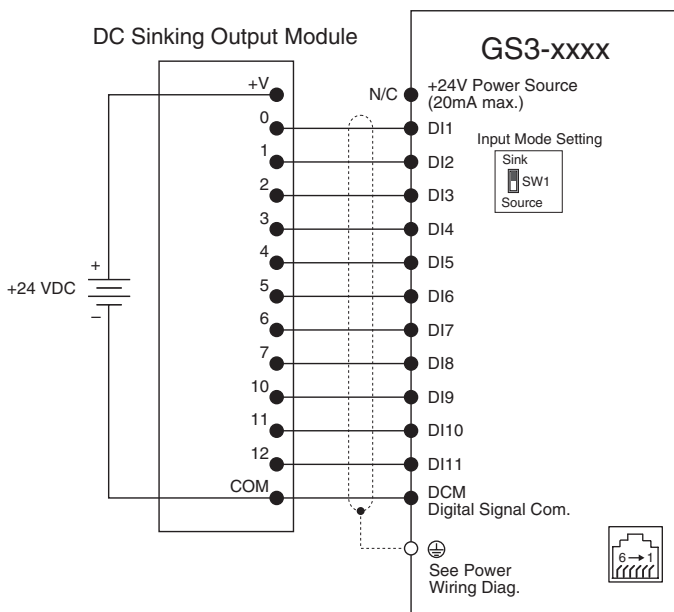 DC Sinking Output Module
GS3-xxxx
+V
N/C
+24V Power Source
(20mA max.)
0
DI1
Input Mode Setting
Sink
SW1
Source
1
DI2
2
DI3
3
DI4
4
DI5
+
+24 VDC
–
5
DI6
6
DI7
7
DI8
10
DI9
11
DI10
12
DI11
COM
DCM
Digital Signal Com.
See Power
Wiring Diag.
6→1